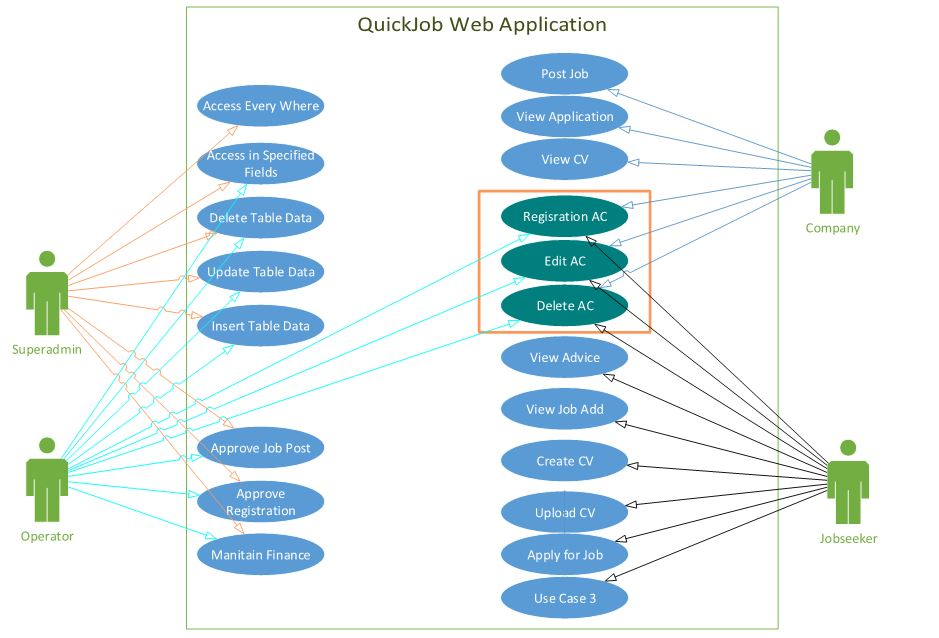 QuickJob Web Application
Access Every Where
Access in Specified
Fields
Delete Table Data
Update Table Data
Insert Table Data
Approve Job Post
Approve
Registration
Manitain Finance
Post Job
View Application
View CV
Regisration AC
Edit AC
Delete AC
View Advice
View Job Add
Create CV
Upload CV
Apply for Job
Use Case 3
Superadmin
Operator
Company
Jobseeker